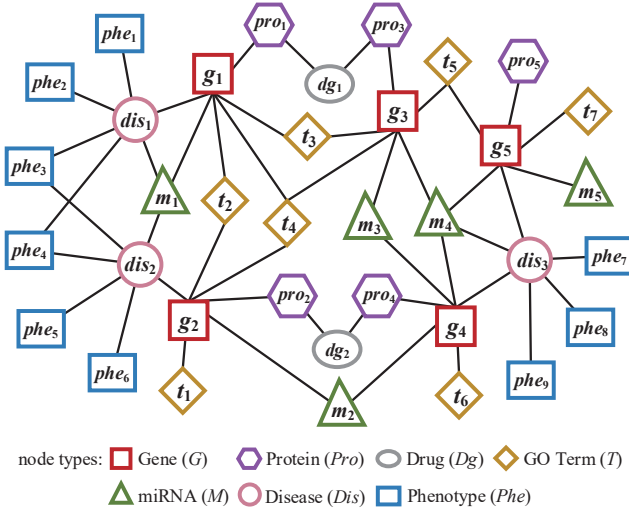 pro₁
pro₃
phe₁
t₅
pro₅
phe₂
g₁
dg₁
g₃
t₇
dis₁
t₃
g₅
phe₃
m₁
t₂
t₄
m₃
m₄
m₅
phe₄
dis₂
dis₃
phe₇
phe₅
g₂
pro₂
pro₄
g₄
phe₈
phe₆
dg₂
phe₉
t₁
m₂
t₆
node types: Gene (G) Protein (Pro) Drug (Dg) GO Term (T)
miRNA (M) Disease (Dis) Phenotype (Phe)